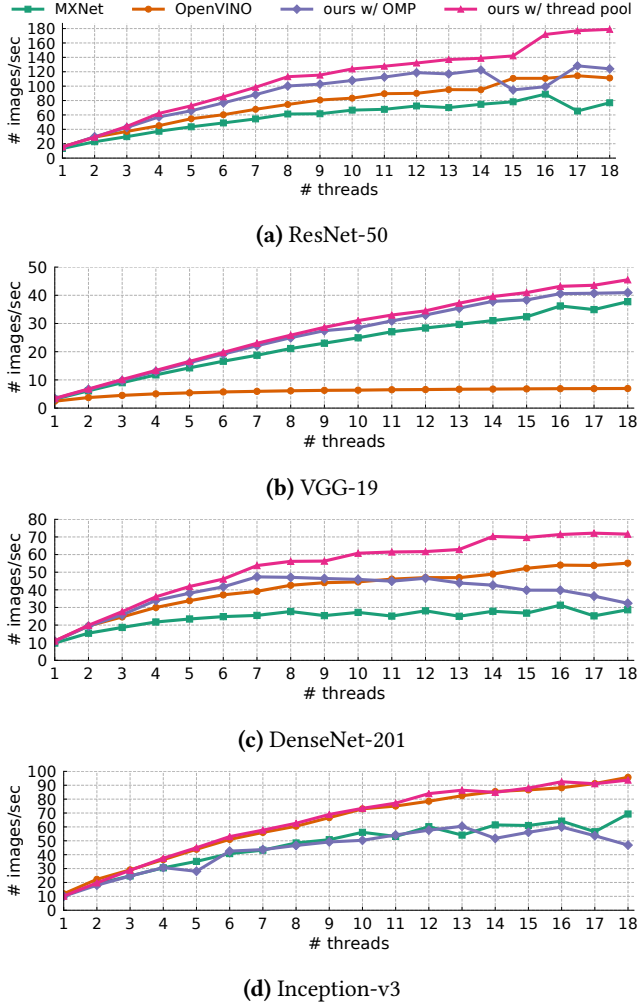 MXNet OpenVINO ours w/ OMP ours w/ thread pool
180
160
140
120
100
80
60
40
20
0
# images/sec
1 2 3 4 5 6 7 8 9 10 11 12 13 14 15 16 17 18
# threads
(a) ResNet-50
50
40
30
20
10
0
# images/sec
1 2 3 4 5 6 7 8 9 10 11 12 13 14 15 16 17 18
# threads
(b) VGG-19
80
70
60
50
40
30
20
10
0
# images/sec
1 2 3 4 5 6 7 8 9 10 11 12 13 14 15 16 17 18
# threads
(c) DenseNet-201
100
90
80
70
60
50
40
30
20
10
0
# images/sec
1 2 3 4 5 6 7 8 9 10 11 12 13 14 15 16 17 18
# threads
(d) Inception-v3